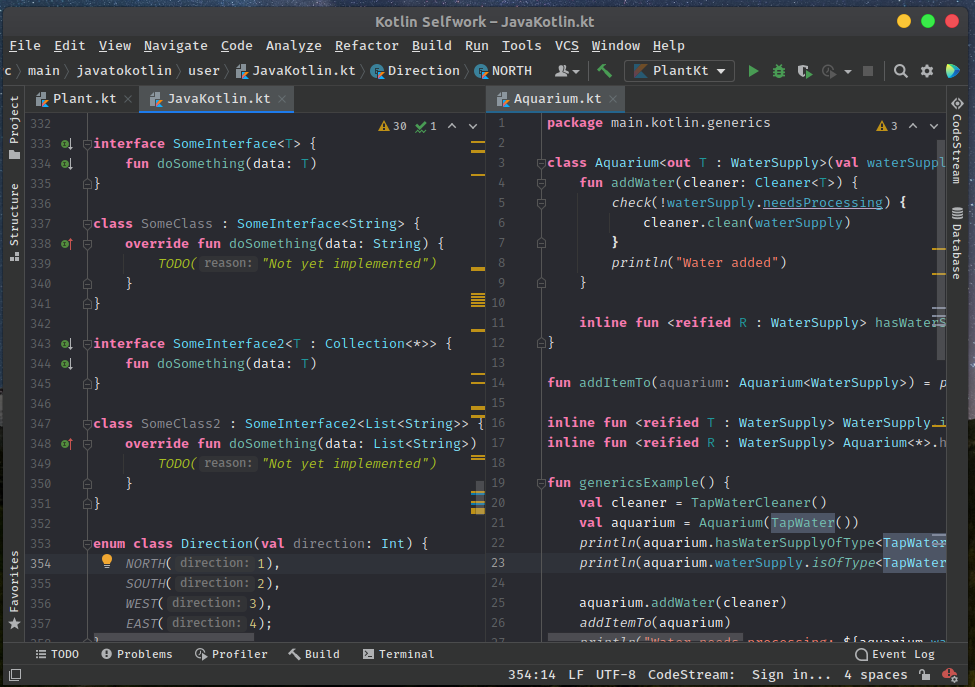 Kotlin Selfwork – JavaKotlin.kt
File Edit View Navigate Code Analyze Refactor Build Run Tools VCS Window Help
c main javatokotlin user JavaKotlin.kt Direction NORTH PlantKt
Plant.kt JavaKotlin.kt Aquarium.kt
Project
Structure
Favorites
30 1
332
333 interface SomeInterface<T> {
334 fun doSomething(data: T)
335 }
336
337 class SomeClass : SomeInterface<String> {
338 override fun doSomething(data: String) {
339 TODO( reason: "Not yet implemented")
340 }
341 }
342
343 interface SomeInterface2<T : Collection<*>> {
344 fun doSomething(data: T)
345 }
346
347 class SomeClass2 : SomeInterface2<List<String>> {
348 override fun doSomething(data: List<String>)
349 TODO( reason: "Not yet implemented")
350 }
351 }
352
353 enum class Direction(val direction: Int) {
354 NORTH( direction: 1),
355 SOUTH( direction: 2),
356 WEST( direction: 3),
357 EAST( direction: 4);
3
1 package main.kotlin.generics
2
3 class Aquarium<out T : WaterSupply>(val waterSuppl
4 fun addWater(cleaner: Cleaner<T>) {
5 check(!waterSupply.needsProcessing) {
6 cleaner.clean(waterSupply)
7 }
8 println("Water added")
9 }
10
11 inline fun <reified R : WaterSupply> hasWaterS
12 }
13
14 fun addItemTo(aquarium: Aquarium<WaterSupply>) = p
15
16 inline fun <reified T : WaterSupply> WaterSupply.i
17 inline fun <reified R : WaterSupply> Aquarium<*>.h
18
19 fun genericsExample() {
20 val cleaner = TapWaterCleaner()
21 val aquarium = Aquarium(TapWater())
22 println(aquarium.hasWaterSupplyOfType<TapWater
23 println(aquarium.waterSupply.isOfType<TapWater
24
25 aquarium.addWater(cleaner)
26 addItemTo(aquarium)
27 println("Water needs processing: ${aquarium.wa
CodeStream
Database
TODO Problems Profiler Build Terminal Event Log
354:14 LF UTF-8 CodeStream: Sign in... 4 spaces